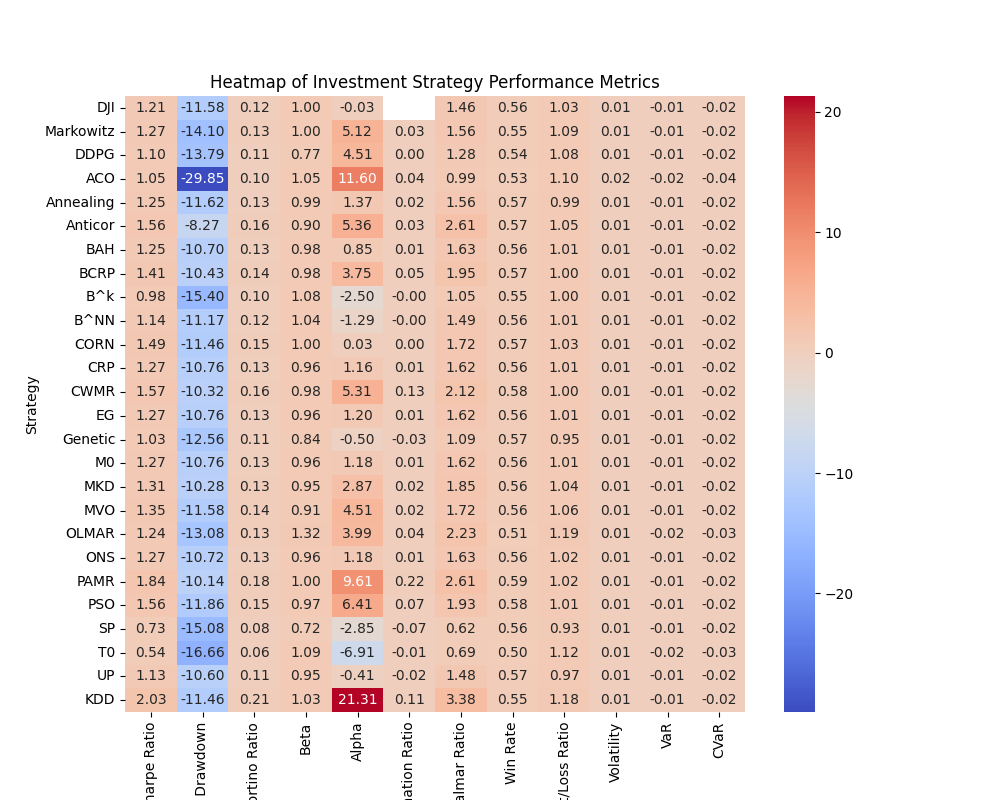 Heatmap of Investment Strategy Performance Metrics
DJI 1.21 -11.58 0.12 1.00 -0.03 1.46 0.56 1.03 0.01 -0.01 -0.02
Markowitz 1.27 -14.10 0.13 1.00 5.12 0.03 1.56 0.55 1.09 0.01 -0.01 -0.02
DDPG 1.10 -13.79 0.11 0.77 4.51 0.00 1.28 0.54 1.08 0.01 -0.01 -0.02
ACO 1.05 -29.85 0.10 1.05 11.60 0.04 0.99 0.53 1.10 0.02 -0.02 -0.04
Annealing 1.25 -11.62 0.13 0.99 1.37 0.02 1.56 0.57 0.99 0.01 -0.01 -0.02
Anticor 1.56 -8.27 0.16 0.90 5.36 0.03 2.61 0.57 1.05 0.01 -0.01 -0.02
BAH 1.25 -10.70 0.13 0.98 0.85 0.01 1.63 0.56 1.01 0.01 -0.01 -0.02
BCRP 1.41 -10.43 0.14 0.98 3.75 0.05 1.95 0.57 1.00 0.01 -0.01 -0.02
B^k 0.98 -15.40 0.10 1.08 -2.50 -0.00 1.05 0.55 1.00 0.01 -0.01 -0.02
B^NN 1.14 -11.17 0.12 1.04 -1.29 -0.00 1.49 0.56 1.01 0.01 -0.01 -0.02
CORN 1.49 -11.46 0.15 1.00 0.03 0.00 1.72 0.57 1.03 0.01 -0.01 -0.02
CRP 1.27 -10.76 0.13 0.96 1.16 0.01 1.62 0.56 1.01 0.01 -0.01 -0.02
CWMR 1.57 -10.32 0.16 0.98 5.31 0.13 2.12 0.58 1.00 0.01 -0.01 -0.02
EG 1.27 -10.76 0.13 0.96 1.20 0.01 1.62 0.56 1.01 0.01 -0.01 -0.02
Genetic 1.03 -12.56 0.11 0.84 -0.50 -0.03 1.09 0.57 0.95 0.01 -0.01 -0.02
M0 1.27 -10.76 0.13 0.96 1.18 0.01 1.62 0.56 1.01 0.01 -0.01 -0.02
MKD 1.31 -10.28 0.13 0.95 2.87 0.02 1.85 0.56 1.04 0.01 -0.01 -0.02
MVO 1.35 -11.58 0.14 0.91 4.51 0.02 1.72 0.56 1.06 0.01 -0.01 -0.02
OLMAR 1.24 -13.08 0.13 1.32 3.99 0.04 2.23 0.51 1.19 0.01 -0.02 -0.03
ONS 1.27 -10.72 0.13 0.96 1.18 0.01 1.63 0.56 1.02 0.01 -0.01 -0.02
PAMR 1.84 -10.14 0.18 1.00 9.61 0.22 2.61 0.59 1.02 0.01 -0.01 -0.02
PSO 1.56 -11.86 0.15 0.97 6.41 0.07 1.93 0.58 1.01 0.01 -0.01 -0.02
SP 0.73 -15.08 0.08 0.72 -2.85 -0.07 0.62 0.56 0.93 0.01 -0.01 -0.02
T0 0.54 -16.66 0.06 1.09 -6.91 -0.01 0.69 0.50 1.12 0.01 -0.02 -0.03
UP 1.13 -10.60 0.11 0.95 -0.41 -0.02 1.48 0.57 0.97 0.01 -0.01 -0.02
KDD 2.03 -11.46 0.21 1.03 21.31 0.11 3.38 0.55 1.18 0.01 -0.01 -0.02
Strategy
harpe Ratio
Drawdown
ortino Ratio
Beta
Alpha
nation Ratio
almar Ratio
Win Rate
t/Loss Ratio
Volatility
VaR
CVaR
20
10
0
−10
−20